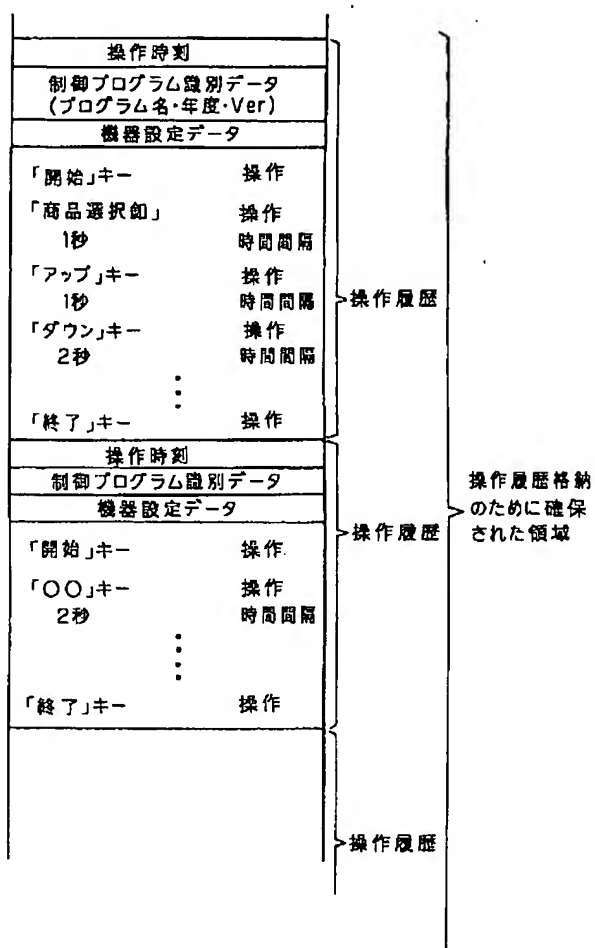 操作時刻
制御プログラム識別データ
(プログラム名・年度・Ver)
機器設定データ
「開始」キー 操作
「商品選択釦」 操作
1秒 時間間隔
「アップ」キー 操作
1秒 時間間隔
「ダウン」キー 操作
2秒 時間間隔
「終了」キー 操作
操作履歴
操作時刻
制御プログラム識別データ
機器設定データ
「開始」キー 操作
「〇〇」キー 操作
2秒 時間間隔
「終了」キー 操作
操作履歴
操作履歴
操作履歴格納
のために確保
された領域